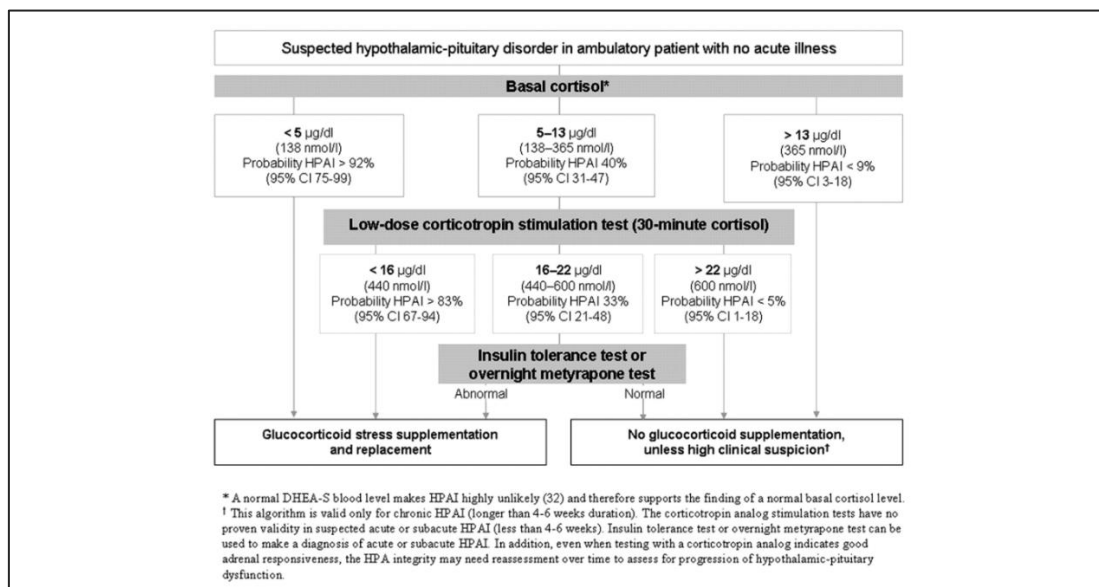 Suspected hypothalamic-pituitary disorder in ambulatory patient with no acute illness
Basal cortisol*
< 5 µg/dl
(138 nmol/l)
Probability HPAI > 92%
(95% CI 75-99)
5–13 µg/dl
(138–365 nmol/l)
Probability HPAI 40%
(95% CI 31-47)
> 13 µg/dl
(365 nmol/l)
Probability HPAI < 9%
(95% CI 3-18)
Low-dose corticotropin stimulation test (30-minute cortisol)
< 16 µg/dl
(440 nmol/l)
Probability HPAI > 83%
(95% CI 67-94)
16–22 µg/dl
(440–600 nmol/l)
Probability HPAI 33%
(95% CI 21-48)
> 22 µg/dl
(600 nmol/l)
Probability HPAI < 5%
(95% CI 1-18)
Insulin tolerance test or
overnight metyrapone test
Abnormal
Normal
Glucocorticoid stress supplementation
and replacement
No glucocorticoid supplementation,
unless high clinical suspicion†
* A normal DHEA-S blood level makes HPAI highly unlikely (32) and therefore supports the finding of a normal basal cortisol level.
† This algorithm is valid only for chronic HPAI (longer than 4-6 weeks duration). The corticotropin analog stimulation tests have no
proven validity in suspected acute or subacute HPAI (less than 4-6 weeks). Insulin tolerance test or overnight metyrapone test can be
used to make a diagnosis of acute or subacute HPAI. In addition, even when testing with a corticotropin analog indicates good
adrenal responsiveness, the HPA integrity may need reassessment over time to assess for progression of hypothalamic-pituitary
dysfunction.